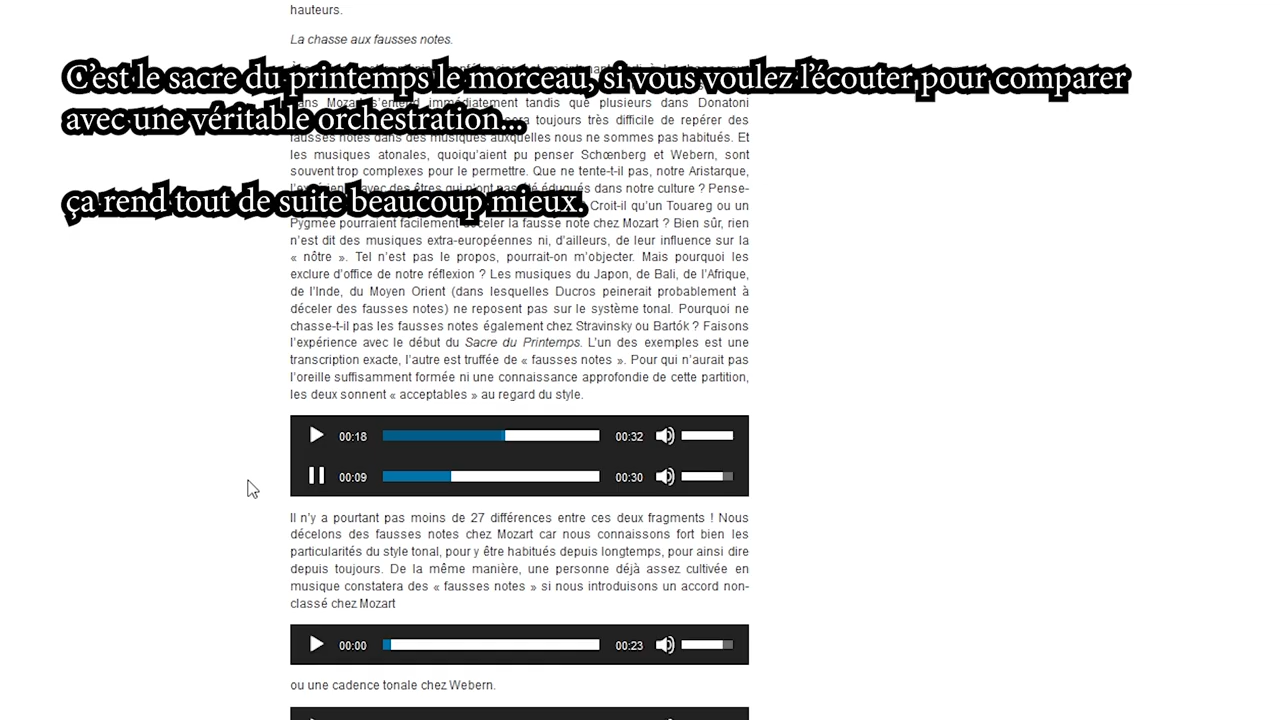 hauteurs.
La chasse aux fausses notes.
C'est le sacre du printemps le morceau, si vous voulez l'écouter pour comparer
avec une véritable orchestration...
dans Mozart s'entend immédiatement tandis que plusieurs dans Donatoni
sera toujours très difficile de repérer des
fausses notes dans des musiques auxquelles nous ne sommes pas habitués. Et
les musiques atonales, quoiqu'aient pu penser Schœnberg et Webern, sont
souvent trop complexes pour le permettre. Que ne tente-t-il pas, notre Aristarque,
l'expérience avec des êtres qui n'ont pas été éduqués dans notre culture ? Pense-
ça rend tout de suite beaucoup mieux.
Croit-il qu'un Touareg ou un
Pygmée pourraient facilement déceler la fausse note chez Mozart ? Bien sûr, rien
n'est dit des musiques extra-européennes ni, d'ailleurs, de leur influence sur la
« nôtre ». Tel n'est pas le propos, pourrait-on m'objecter. Mais pourquoi les
exclure d'office de notre réflexion ? Les musiques du Japon, de Bali, de l'Afrique,
de l'Inde, du Moyen Orient (dans lesquelles Ducros peinerait probablement à
déceler des fausses notes) ne reposent pas sur le système tonal. Pourquoi ne
chasse-t-il pas les fausses notes également chez Stravinsky ou Bartók ? Faisons
l'expérience avec le début du Sacre du Printemps. L'un des exemples est une
transcription exacte, l'autre est truffée de « fausses notes ». Pour qui n'aurait pas
l'oreille suffisamment formée ni une connaissance approfondie de cette partition,
les deux sonnent « acceptables » au regard du style.
00:18 00:32
00:09 00:30
Il n'y a pourtant pas moins de 27 différences entre ces deux fragments ! Nous
décelons des fausses notes chez Mozart car nous connaissons fort bien les
particularités du style tonal, pour y être habitués depuis longtemps, pour ainsi dire
depuis toujours. De la même manière, une personne déjà assez cultivée en
musique constatera des « fausses notes » si nous introduisons un accord non-
classé chez Mozart
00:00 00:23
ou une cadence tonale chez Webern.